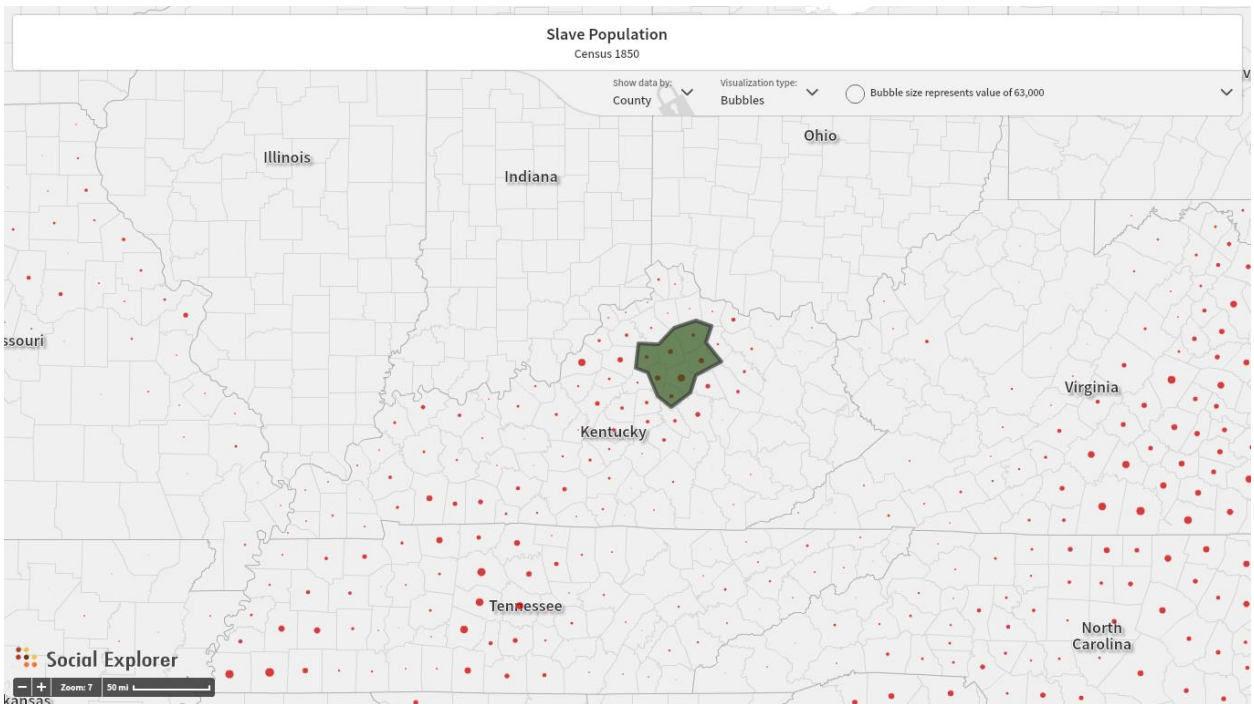 Slave Population
Census 1850
Show data by:
County
Visualization type:
Bubbles
Bubble size represents value of 63,000
V
Ohio
Illinois
Indiana
ssouri
Virginia
Kentucky
Tennessee
North
Carolina
Social Explorer
Zoom: 7
50 mi
kansas